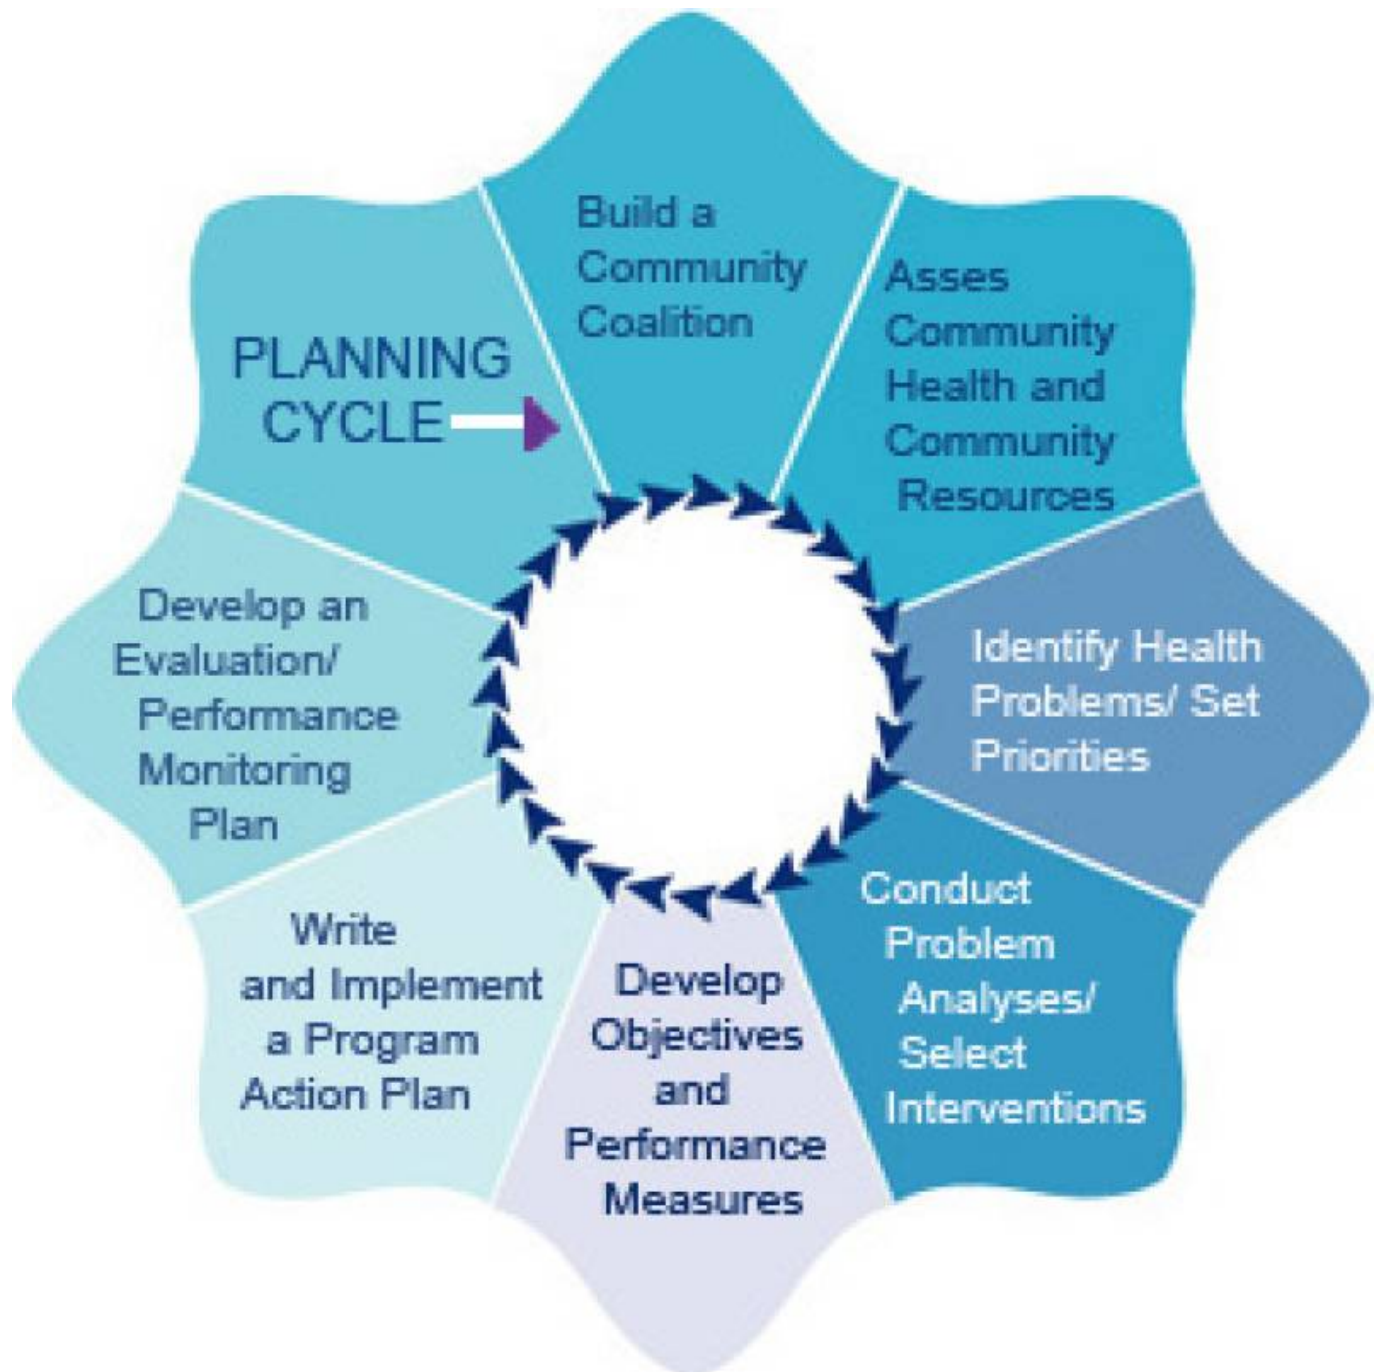 PLANNING
CYCLE
Build a
Community
Coalition
Asses
Community
Health and
Community
Resources
Identify Health
Problems/ Set
Priorities
Conduct
Problem
Analyses/
Select
Interventions
Develop
Objectives
and
Performance
Measures
Write
and Implement
a Program
Action Plan
Develop an
Evaluation/
Performance
Monitoring
Plan